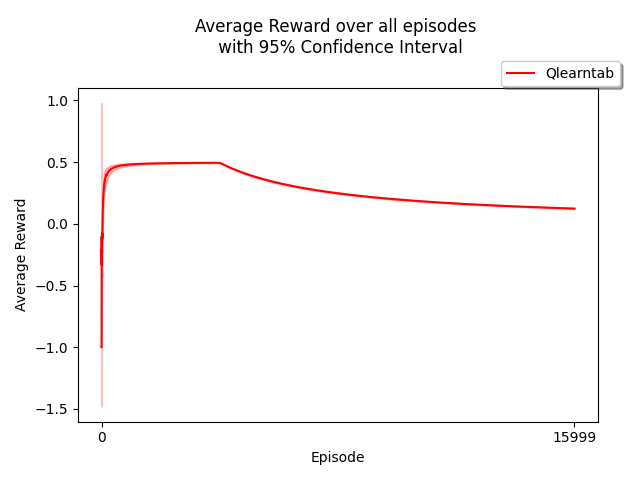 Average Reward over all episodes
with 95% Confidence Interval
Qlearntab
1.0
0.5
0.0
−0.5
−1.0
−1.5
Average Reward
0
15999
Episode